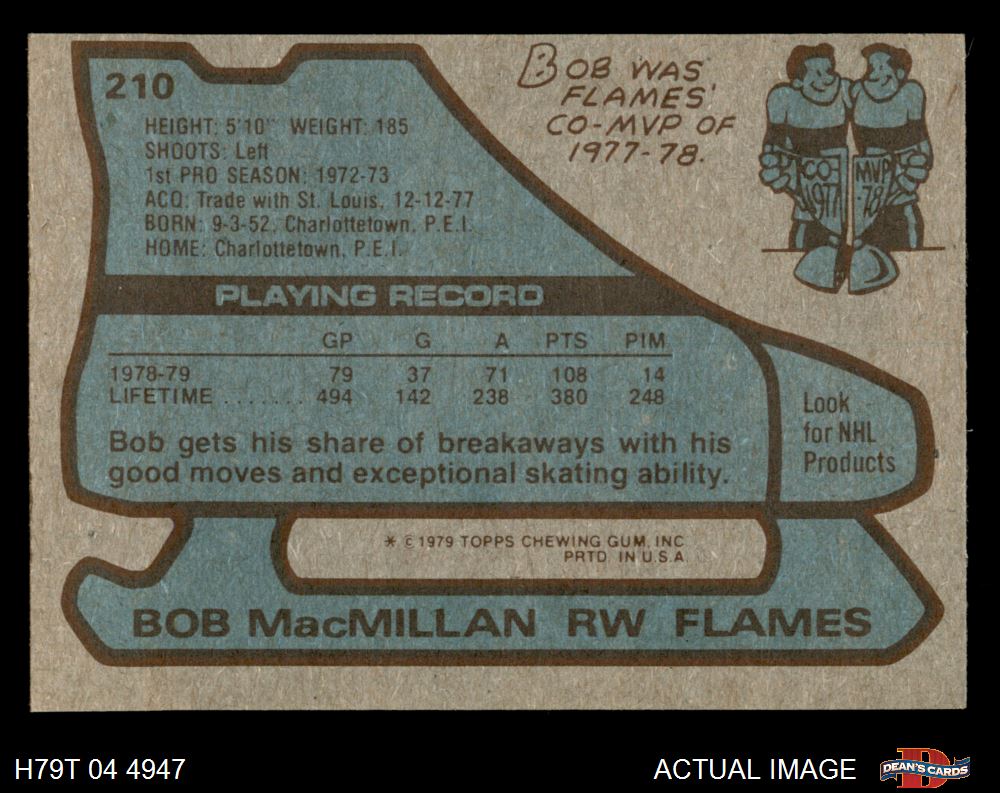 210
HEIGHT: 5'10" WEIGHT: 185
SHOOTS: Left
1st PRO SEASON: 1972-73
ACQ: Trade with St. Louis, 12-12-77
BORN: 9-3-52, Charlottetown, P.E.I.
HOME: Charlottetown, P.E.I.
BOB WAS
FLAMES'
CO-MVP OF
1977-78.
CO- MVP
1977 -78
PLAYING RECORD
GP G A PTS PIM
1978-79 79 37 71 108 14
LIFETIME ....... 494 142 238 380 248
Bob gets his share of breakaways with his
good moves and exceptional skating ability.
Look
for NHL
Products
* © 1979 TOPPS CHEWING GUM, INC
PRTD. IN U.S.A.
BOB MacMILLAN RW FLAMES
H79T 04 4947
ACTUAL IMAGE
D
DEAN'S CARDS